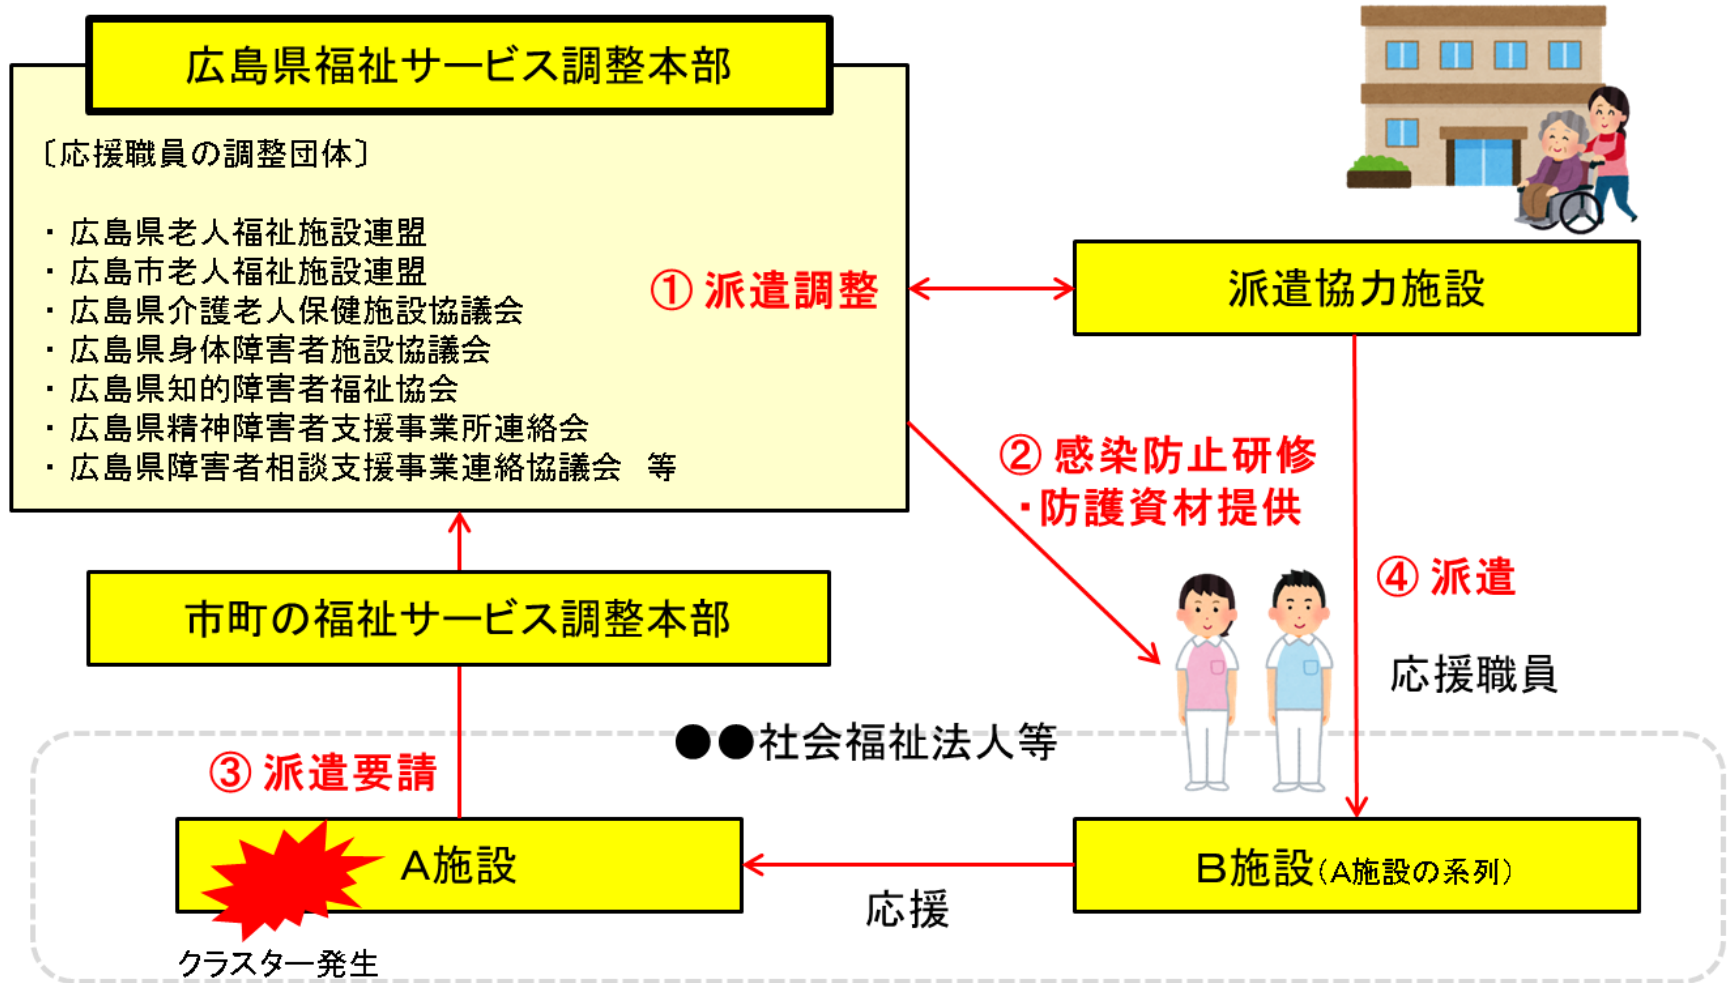 広島県福祉サービス調整本部
〔応援職員の調整団体〕
・広島県老人福祉施設連盟
・広島市老人福祉施設連盟
・広島県介護老人保健施設協議会
・広島県身体障害者施設協議会
・広島県知的障害者福祉協会
・広島県精神障害者支援事業所連絡会
・広島県障害者相談支援事業連絡協議会　等
①派遣調整
派遣協力施設
②感染防止研修
・防護資材提供
市町の福祉サービス調整本部
④派遣
応援職員
●●社会福祉法人等
③派遣要請
A施設
クラスター発生
応援
B施設(A施設の系列)